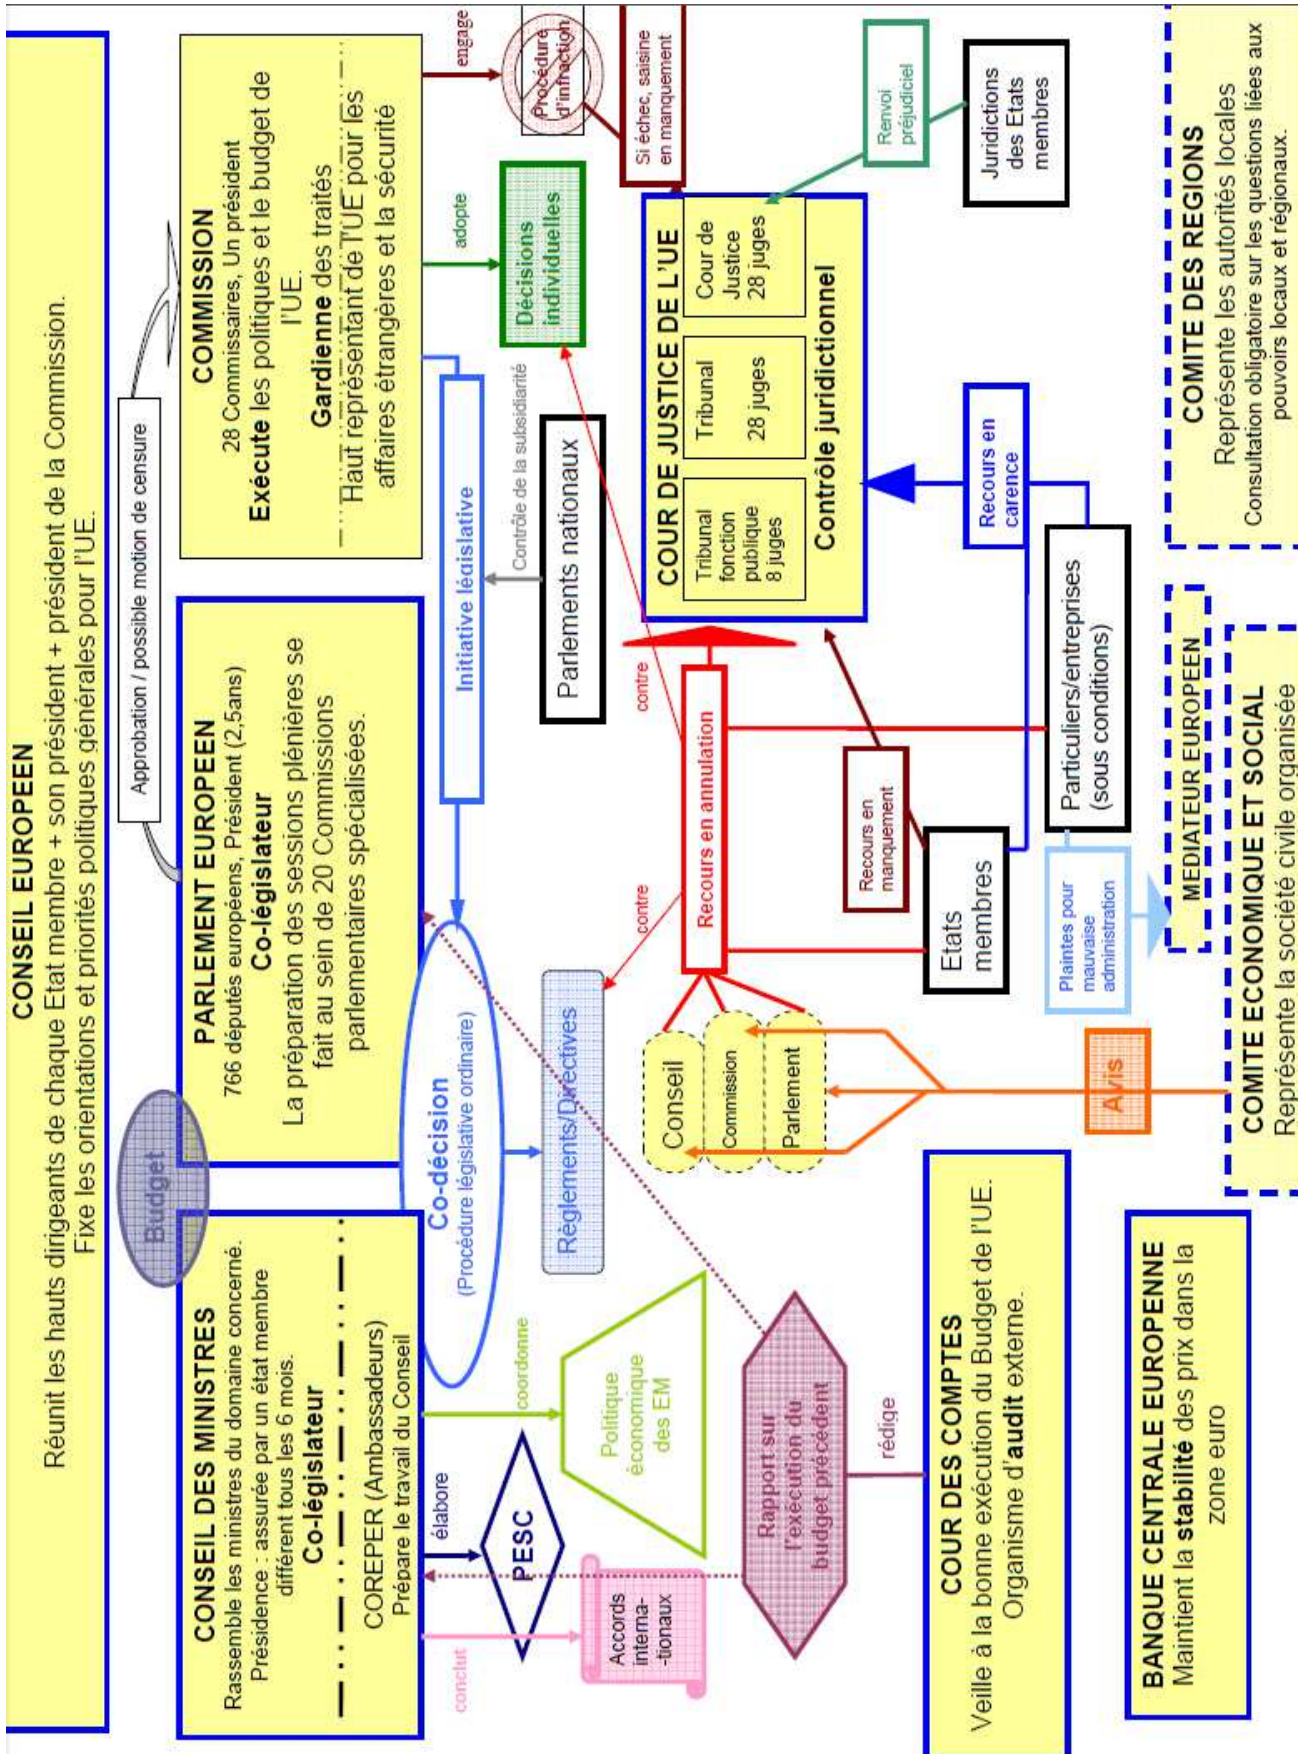 CONSEIL EUROPEEN
Réunit les hauts dirigeants de chaque Etat membre + son président + président de la Commission.
Fixe les orientations et priorités politiques générales pour l'UE.
Budget
Approbation / possible motion de censure
CONSEIL DES MINISTRES
Rassemble les ministres du domaine concerné.
Présidence : assurée par un état membre
différent tous les 6 mois.
Co-législateur
COREPER (Ambassadeurs)
Prépare le travail du Conseil
PARLEMENT EUROPEEN
766 députés européens, Président (2,5ans)
Co-législateur
La préparation des sessions plénières se
fait au sein de 20 Commissions
parlementaires spécialisées.
COMMISSION
28 Commissaires, Un président
Exécute les politiques et le budget de
l'UE.
Gardienne des traités
Haut représentant de l'UE pour les
affaires étrangères et la sécurité
conclut
élabore
coordonne
Co-décision
(Procédure législative ordinaire)
Initiative législative
adopte
engage
PESC
Accords
interna-
-tionaux
Politique
économique
des EM
Règlements/Directives
Contrôle de la subsidiarité
Parlements nationaux
Décisions
individuelles
Procédure
d'infraction
Si échec, saisine
en manquement
contre
contre
Conseil
Commission
Parlement
Recours en annulation
COUR DE JUSTICE DE L'UE
Tribunal
fonction
publique
8 juges
Tribunal
28 juges
Cour de
Justice
28 juges
Contrôle juridictionnel
Rapport sur
l'exécution du
budget précédent
rédige
Recours en
manquement
Renvoi
préjudiciel
COUR DES COMPTES
Veille à la bonne exécution du Budget de l'UE.
Organisme d'audit externe.
Etats
membres
Recours en
carence
Juridictions
des Etats
membres
Avis
Plaintes pour
mauvaise
administration
Particuliers/entreprises
(sous conditions)
BANQUE CENTRALE EUROPENNE
Maintient la stabilité des prix dans la
zone euro
MEDIATEUR EUROPEEN
COMITE ECONOMIQUE ET SOCIAL
Représente la société civile organisée
COMITE DES REGIONS
Représente les autorités locales
Consultation obligatoire sur les questions liées aux
pouvoirs locaux et régionaux.